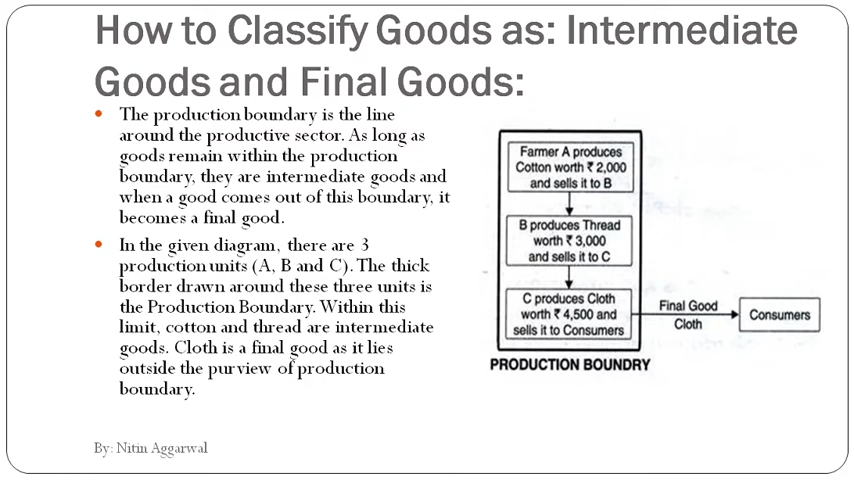 How to Classify Goods as: Intermediate
Goods and Final Goods:
• The production boundary is the line
around the productive sector. As long as
goods remain within the production
boundary, they are intermediate goods and
when a good comes out of this boundary, it
becomes a final good.
• In the given diagram, there are 3
production units (A, B and C). The thick
border drawn around these three units is
the Production Boundary. Within this
limit, cotton and thread are intermediate
goods. Cloth is a final good as it lies
outside the purview of production
boundary.
Farmer A produces
Cotton worth ₹ 2,000
and sells it to B
B produces Thread
worth ₹ 3,000
and sells it to C
C produces Cloth
worth ₹ 4,500 and
sells it to Consumers
Final Good
Cloth
Consumers
PRODUCTION BOUNDRY
By: Nitin Aggarwal